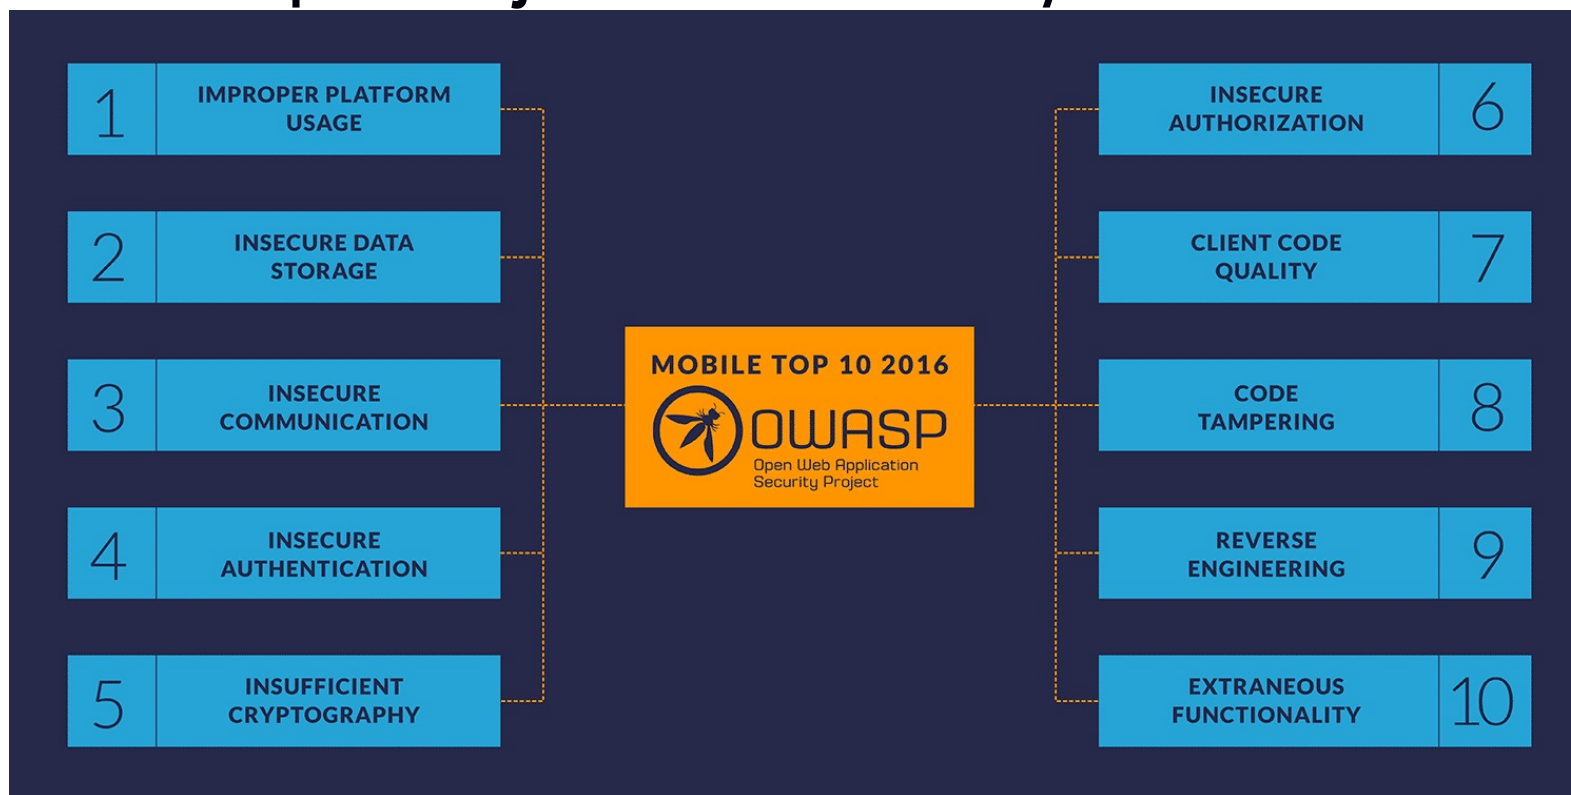 1
IMPROPER PLATFORM
USAGE
2
INSECURE DATA
STORAGE
3
INSECURE
COMMUNICATION
4
INSECURE
AUTHENTICATION
5
INSUFFICIENT
CRYPTOGRAPHY
MOBILE TOP 10 2016
OWASP
Open Web Application
Security Project
INSECURE
AUTHORIZATION
6
CLIENT CODE
QUALITY
7
CODE
TAMPERING
8
REVERSE
ENGINEERING
9
EXTRANEOUS
FUNCTIONALITY
10